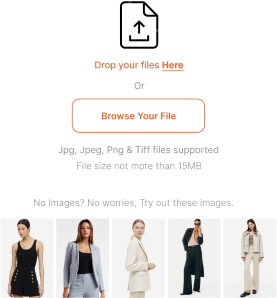 Drop your files Here
Or
Browse Your File
Jpg, Jpeg, Png & Tiff files supported
File size not more than 15MB
No Images? No worries, Try out these images.